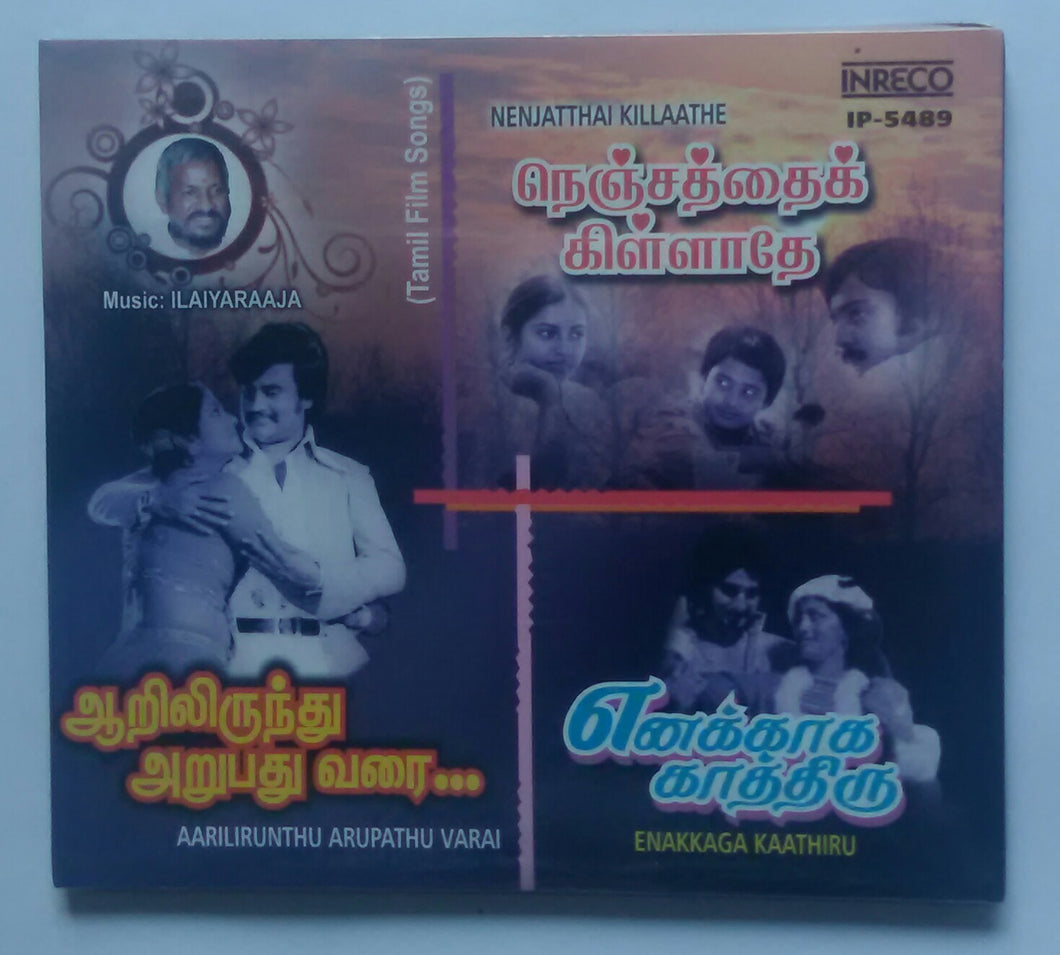 INRECO
IP-5489
NENJATTHAI KILLAATHE
நெஞ்சத்தைக்
கிள்ளாதே
(Tamil Film Songs)
Music: ILAIYARAAJA
ஆறிலிருந்து
அறுபது வரை...
AARILIRUNTHU ARUPATHU VARAI
எனக்காக
காத்திரு
ENAKKAGA KAATHIRU